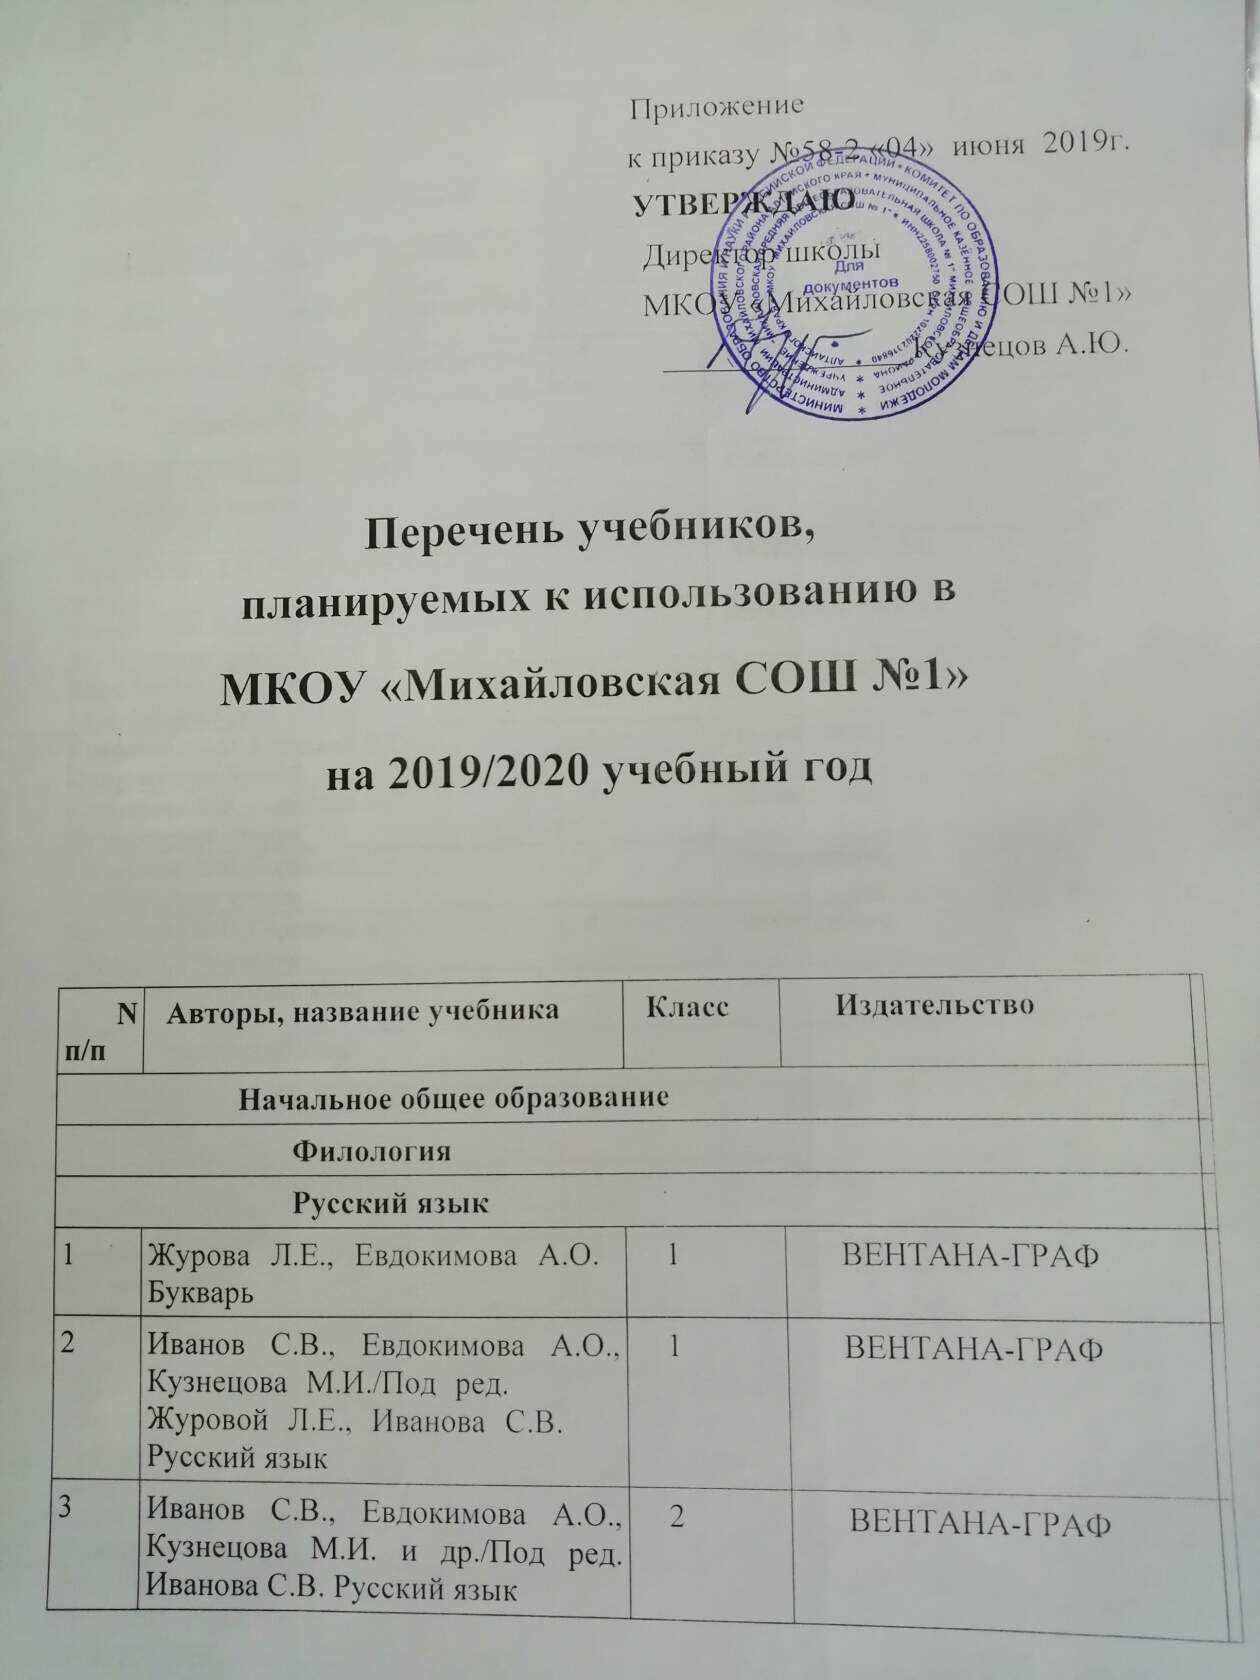 Приложение
к приказу №58-2 «04» июня 2019г.
УТВЕРЖДАЮ
Директор школы
МКОУ «Михайловская СОШ №1»
Кузнецов А.Ю.
Для
документов
Перечень учебников,
планируемых к использованию в
МКОУ «Михайловская СОШ №1»
на 2019/2020 учебный год
N
п/п
Авторы, название учебника
Класс
Издательство
Начальное общее образование
Филология
Русский язык
1
Журова Л.Е., Евдокимова А.О.
Букварь
1
ВЕНТАНА-ГРАФ
2
Иванов С.В., Евдокимова А.О.,
Кузнецова М.И./Под ред.
Журовой Л.Е., Иванова С.В.
Русский язык
1
ВЕНТАНА-ГРАФ
3
Иванов С.В., Евдокимова А.О.,
Кузнецова М.И. и др./Под ред.
Иванова С.В. Русский язык
2
ВЕНТАНА-ГРАФ